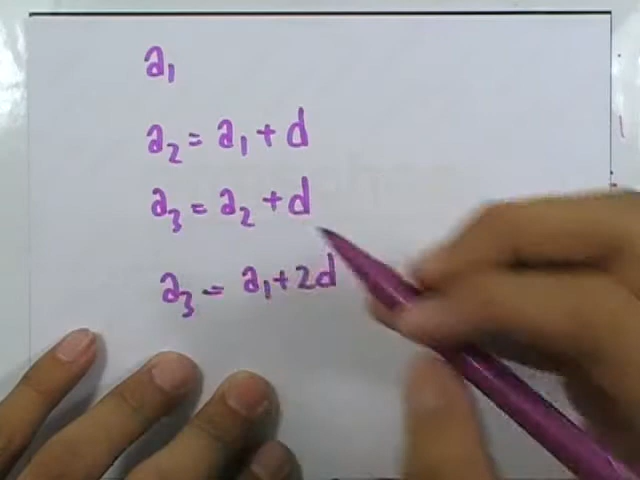 a₁
a₂ = a₁ + d
a₃ = a₂ + d
a₃ = a₁ + 2d